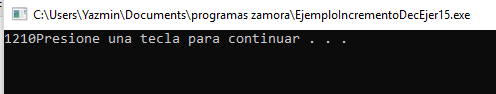 C:\Users\Yazmin\Documents\programas zamora\EjemploIncrementoDecEjer15.exe
1210Presione una tecla para continuar . . .